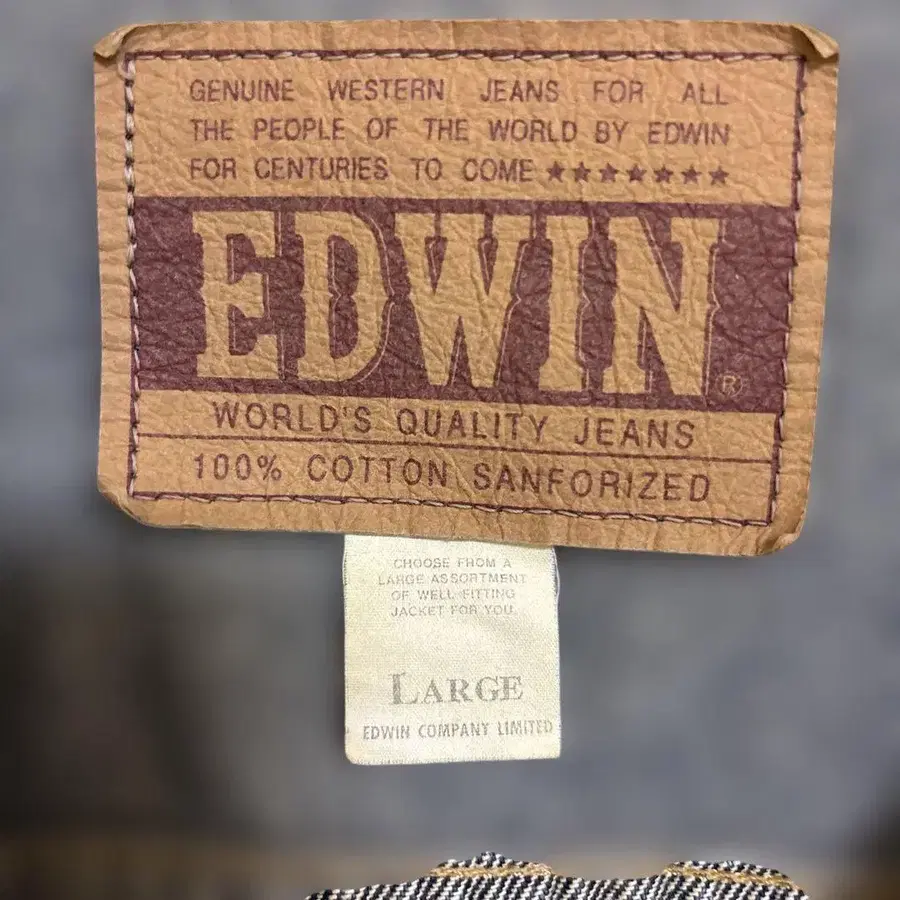 GENUINE WESTERN JEANS FOR ALL
THE PEOPLE OF THE WORLD BY EDWIN
FOR CENTURIES TO COME ★★★★★★★
EDWIN ®
WORLD'S QUALITY JEANS
100% COTTON SANFORIZED
CHOOSE FROM A
LARGE ASSORTMENT
OF WELL-FITTING
JACKET FOR YOU.
LARGE
EDWIN COMPANY LIMITED